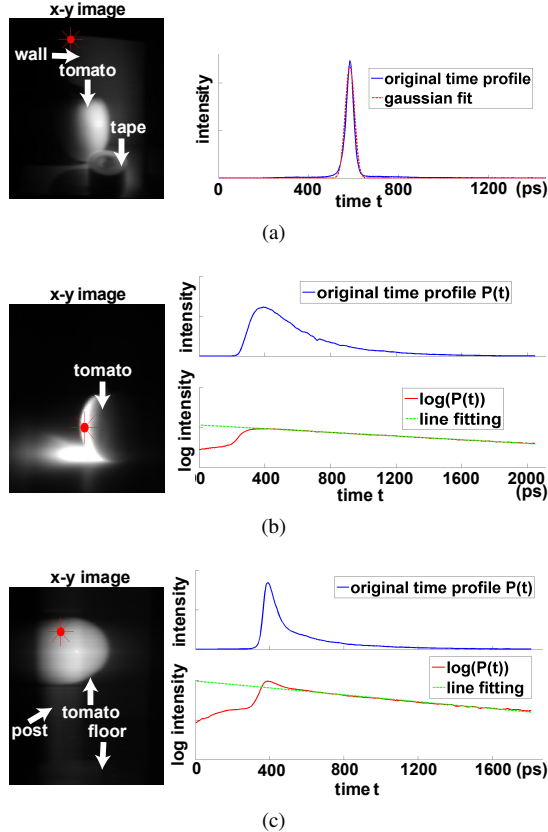 x-y image
wall
tomato
tape
intensity
original time profile
gaussian fit
0 400 800 1200 (ps)
time t
(a)
x-y image
tomato
intensity
original time profile P(t)
log intensity
log(P(t))
line fitting
00 400 800 1200 1600 2000
time t (ps)
(b)
x-y image
post
tomato
floor
intensity
original time profile P(t)
log intensity
log(P(t))
line fitting
0 400 800 1200 1600 (ps)
time t
(c)